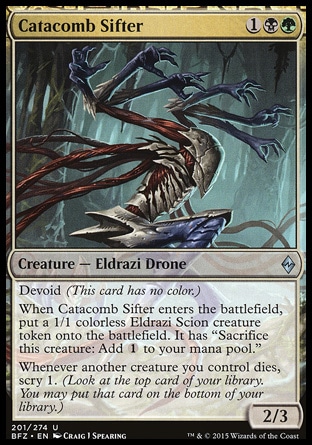 Catacomb Sifter 1
Creature — Eldrazi Drone
Devoid (This card has no color.)
When Catacomb Sifter enters the battlefield,
put a 1/1 colorless Eldrazi Scion creature
token onto the battlefield. It has "Sacrifice
this creature: Add 1 to your mana pool."
Whenever another creature you control dies,
scry 1. (Look at the top card of your library.
You may put that card on the bottom of your
library.)
2/3
201/274 U
BFZ • EN CRAIG J SPEARING
™ & © 2015 Wizards of the Coast